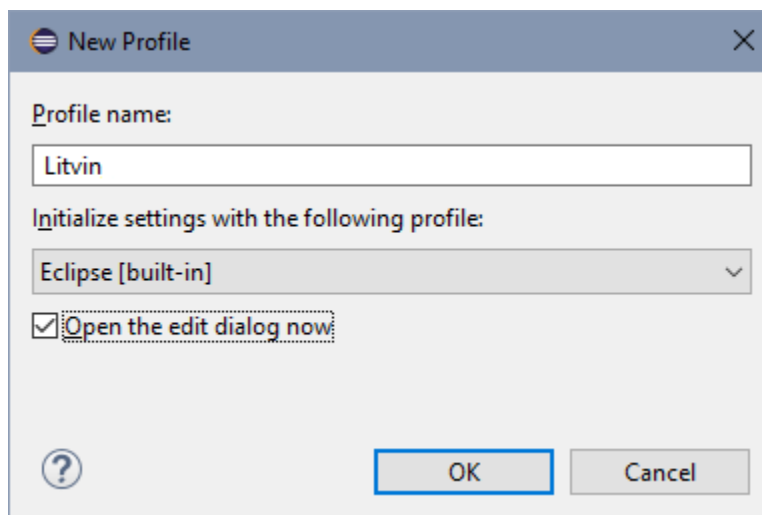 New Profile
Profile name:
Litvin
Initialize settings with the following profile:
Eclipse [built-in]
Open the edit dialog now
?
OK Cancel